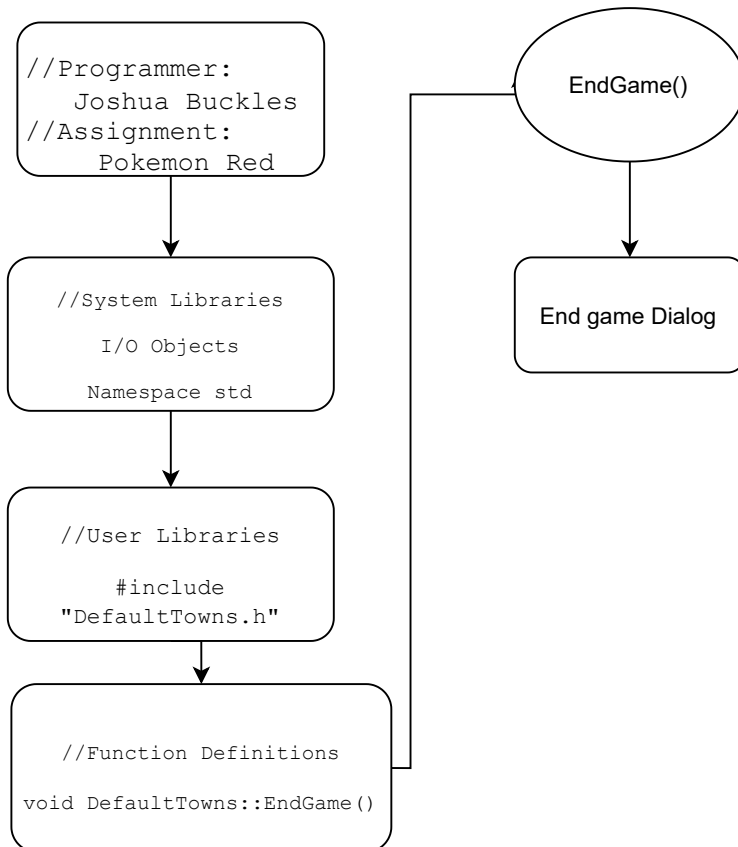 //Programmer:
Joshua Buckles
//Assignment:
Pokemon Red
//System Libraries
I/O Objects
Namespace std
//User Libraries
#include
"DefaultTowns.h"
//Function Definitions
void DefaultTowns::EndGame()
EndGame()
End game Dialog